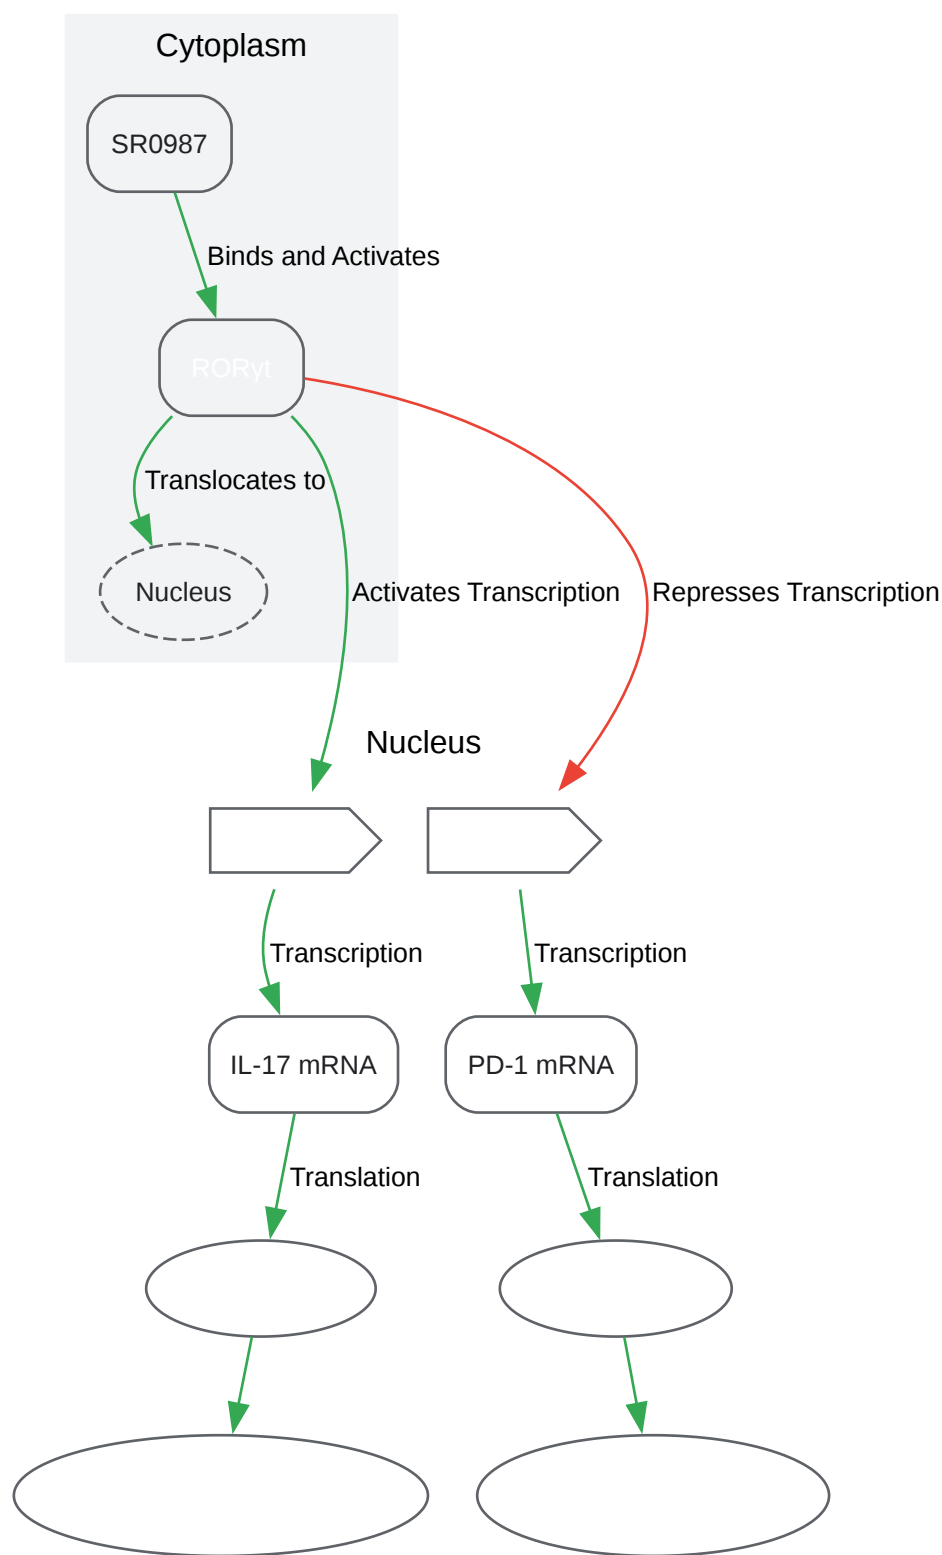 Cytoplasm
SR0987
Binds and Activates
RORγt
Translocates to
Nucleus
Activates Transcription
Represses Transcription
Nucleus
Transcription
Transcription
IL-17 mRNA
PD-1 mRNA
Translation
Translation